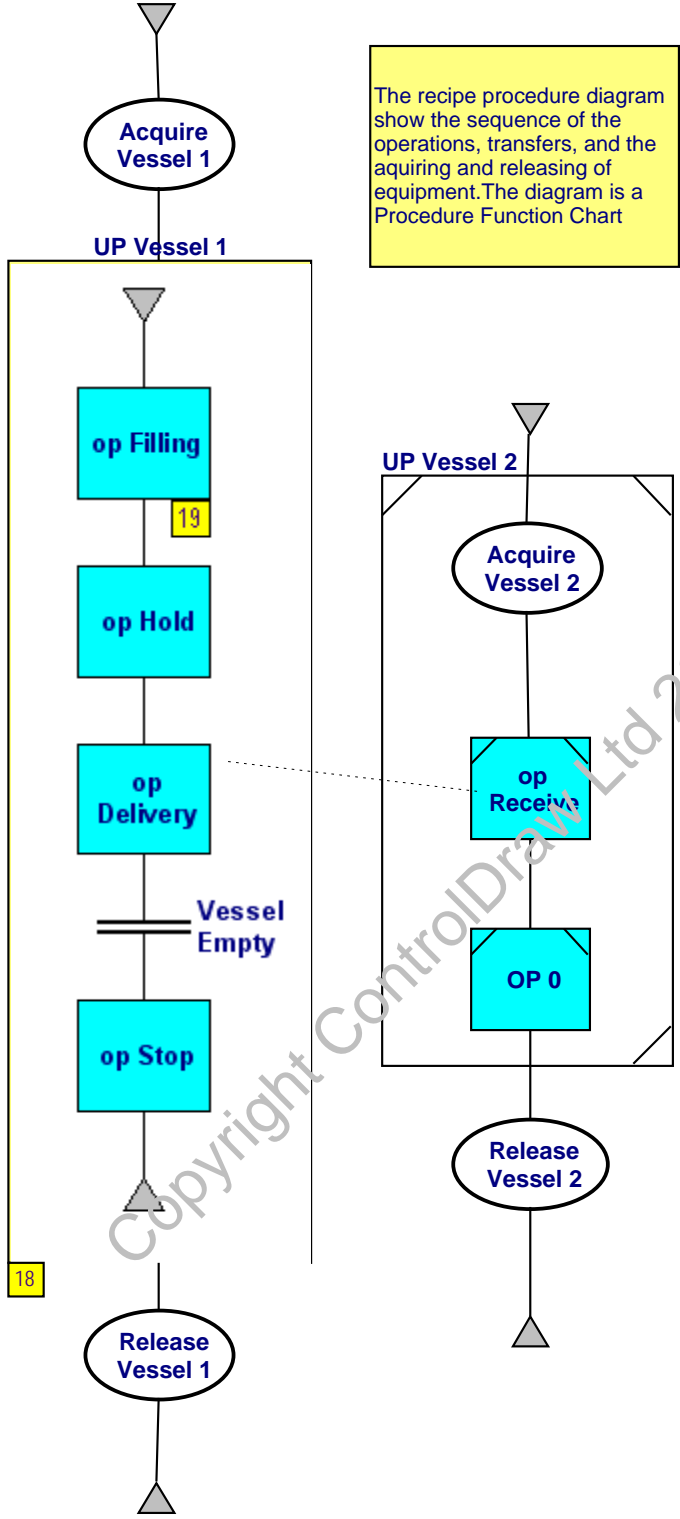 Acquire
Vessel 1
The recipe procedure diagram
show the sequence of the
operations, transfers, and the
aquiring and releasing of
equipment.The diagram is a
Procedure Function Chart
UP Vessel 1
op Filling
19
op Hold
op
Delivery
Vessel
Empty
op Stop
18
Release
Vessel 1
UP Vessel 2
Acquire
Vessel 2
op
Receive
OP 0
Release
Vessel 2
Copyright ControlDraw Ltd 2